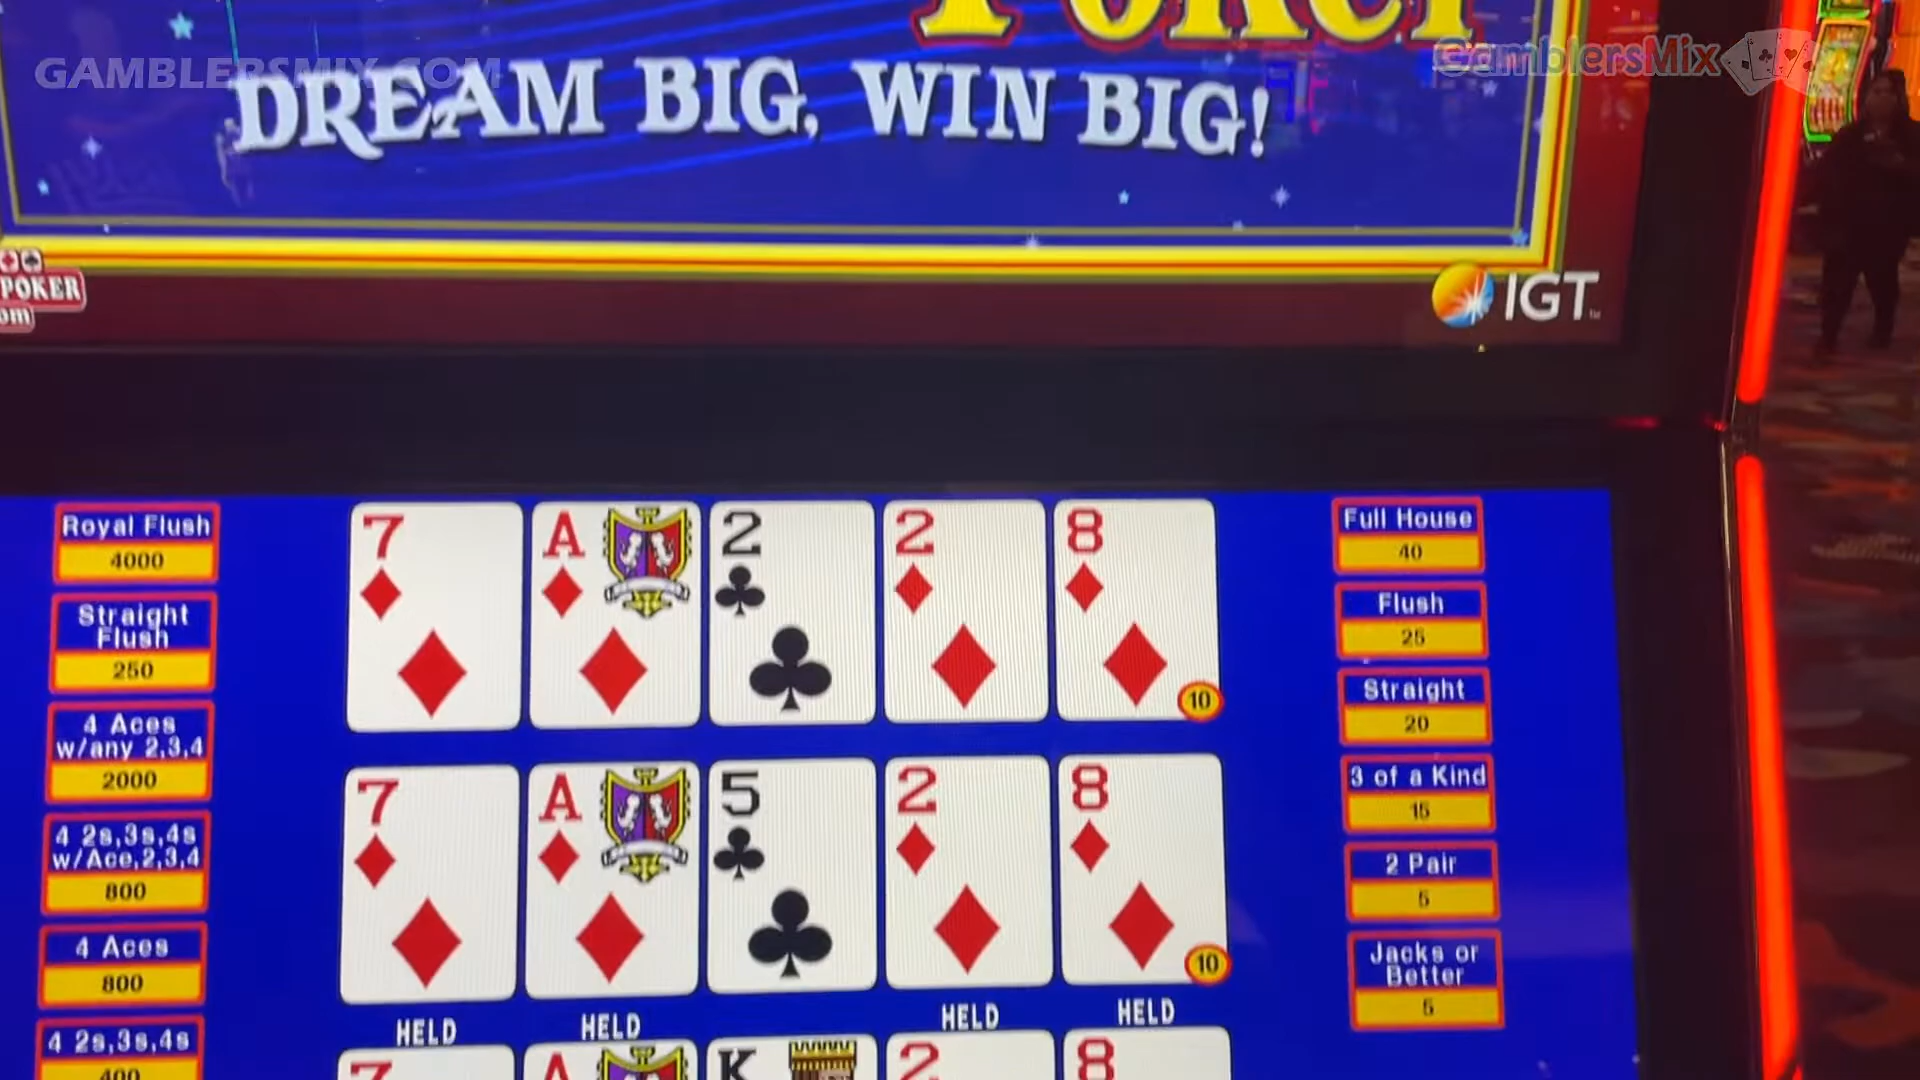 Poker
GAMBLERSMIX.COM
GamblersMix
DREAM BIG, WIN BIG!
POKER
om
IGT
Royal Flush
4000
Straight
Flush
250
4 Aces
w/any 2,3,4
2000
4 2s,3s,4s
w/Ace,2,3,4
800
4 Aces
800
4 2s,3s,4s
400
7
A
2
2
8
10
7
A
5
2
8
10
HELD
HELD
HELD
HELD
7
A
K
2
8
Full House
40
Flush
25
Straight
20
3 of a Kind
15
2 Pair
5
Jacks or
Better
5